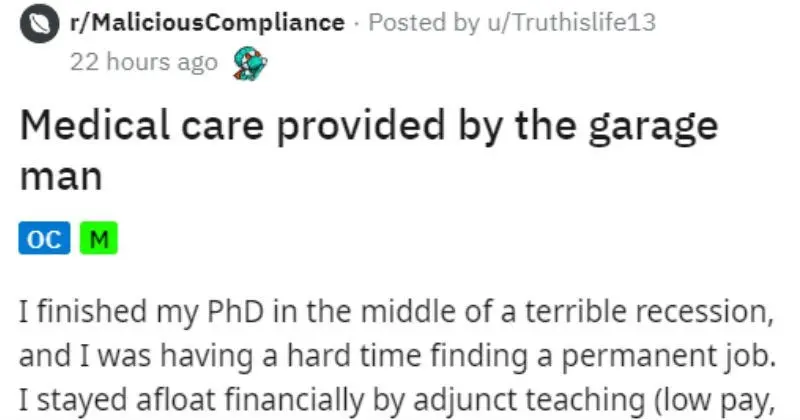 r/MaliciousCompliance · Posted by u/Truthislife13
22 hours ago
Medical care provided by the garage
man
OC M
I finished my PhD in the middle of a terrible recession,
and I was having a hard time finding a permanent job.
I stayed afloat financially by adjunct teaching (low pay,